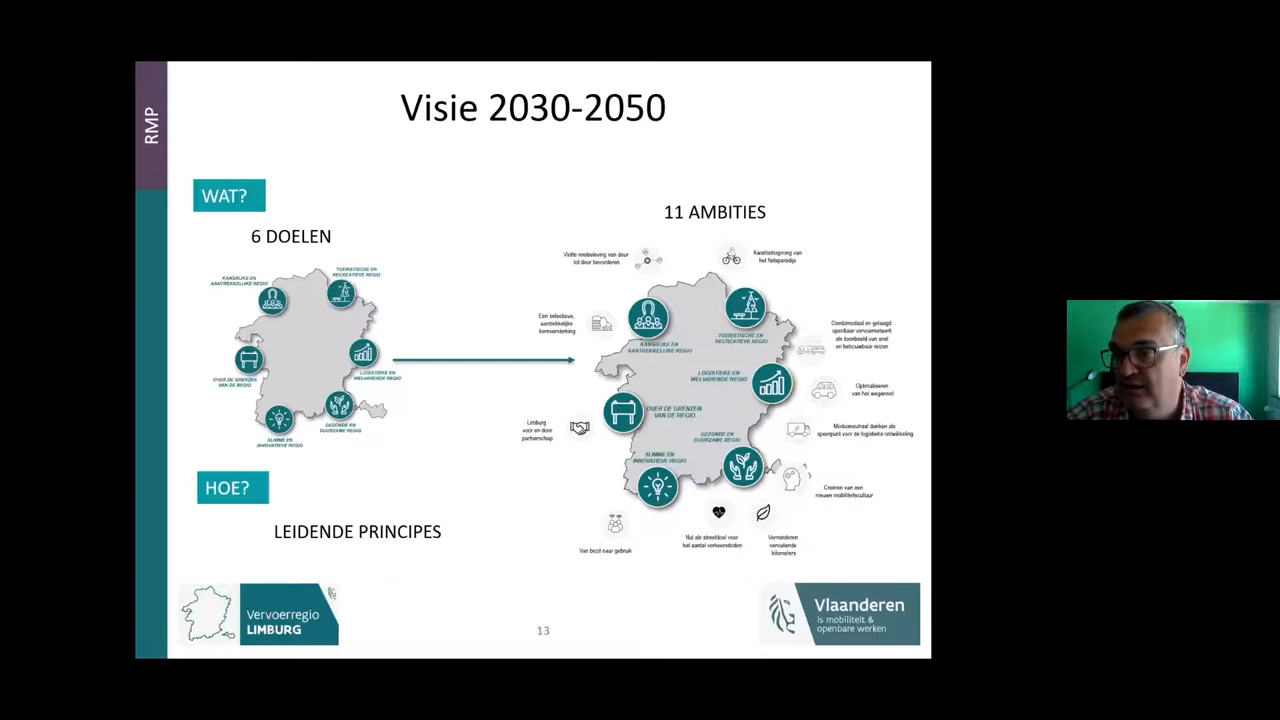 RMP
Visie 2030-2050
WAT?
6 DOELEN
KANSRIJKE EN
AANTREKKELIJKE REGIO
TOERISTISCHE EN
RECREATIEVE REGIO
OVER DE GRENZEN
VAN DE REGIO
LOGISTIEKE EN
WELVARENDE REGIO
SLIMME EN
INNOVATIEVE REGIO
GEZONDE EN
DUURZAME REGIO
11 AMBITIES
Vlotte reisbeleving van deur
tot deur bevorderen
Kwaliteitssprong van
het fietsparadijs
Een selectieve,
aantrekkelijke
kernversterking
Combimodaal en gelaagd
openbaar vervoernetwerk
als toonbeeld van snel
en betrouwbaar reizen
KANSRIJKE EN
AANTREKKELIJKE REGIO
TOERISTISCHE EN
RECREATIEVE REGIO
LOGISTIEKE EN
WELVARENDE REGIO
Optimaliseren
van het wegennet
OVER DE GRENZEN
VAN DE REGIO
Limburg
voor en door
partnerschap
Modusneutraal denken als
speerpunt voor de logistieke ontwikkeling
GEZONDE EN
DUURZAME REGIO
SLIMME EN
INNOVATIEVE REGIO
Creëren van een
nieuwe mobiliteitscultuur
Van bezit naar gebruik
Nul als streefdoel voor
het aantal verkeersdoden
Verminderen
vervuilende
kilometers
HOE?
LEIDENDE PRINCIPES
Vervoerregio
LIMBURG
13
Vlaanderen
is mobiliteit &
openbare werken